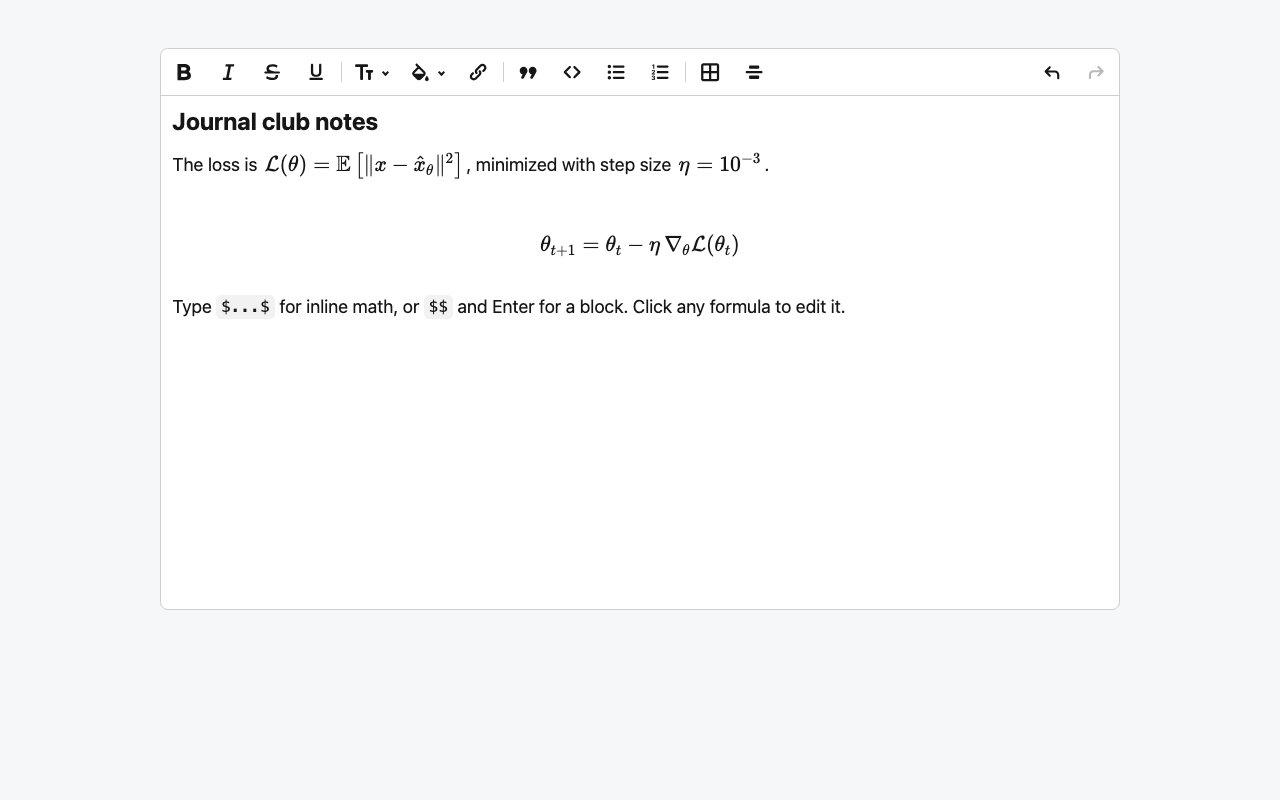 Journal club notes
The loss is ℒ(θ) = 𝔼 [‖x − x̂_θ‖²], minimized with step size η = 10⁻³.
θ_{t+1} = θ_t − η ∇_θ ℒ(θ_t)
Type $...$ for inline math, or $$ and Enter for a block. Click any formula to edit it.